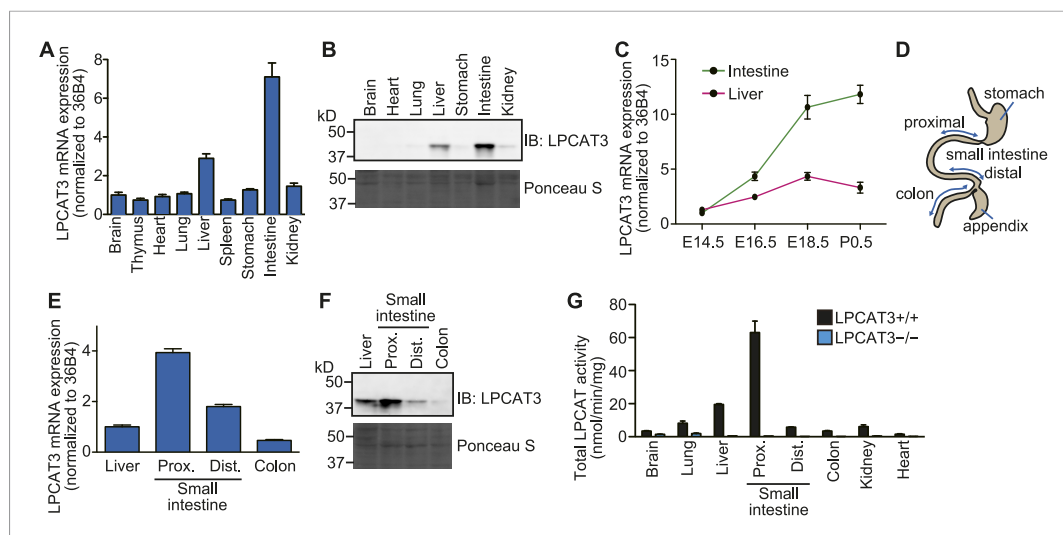 A
LPCAT3 mRNA expression
(normalized to 36B4)
8
6
4
2
0
Brain
Thymus
Heart
Lung
Liver
Spleen
Stomach
Intestine
Kidney
B
Brain
Heart
Lung
Liver
Stomach
Intestine
Kidney
kD
50
37
IB: LPCAT3
50
37
Ponceau S
C
LPCAT3 mRNA expression
(normalized to 36B4)
15
10
5
0
Intestine
Liver
E14.5 E16.5 E18.5 P0.5
D
stomach
proximal
small intestine
distal
colon
appendix
E
LPCAT3 mRNA expression
(normalized to 36B4)
4
2
0
Liver Prox. Dist. Colon
Small
intestine
F
Small
intestine
Liver
Prox.
Dist.
Colon
kD
50
37
IB: LPCAT3
50
37
Ponceau S
G
Total LPCAT activity
(nmol/min/mg)
80
60
40
20
0
LPCAT3+/+
LPCAT3−/−
Brain
Lung
Liver
Prox.
Dist.
Colon
Kidney
Heart
Small
intestine